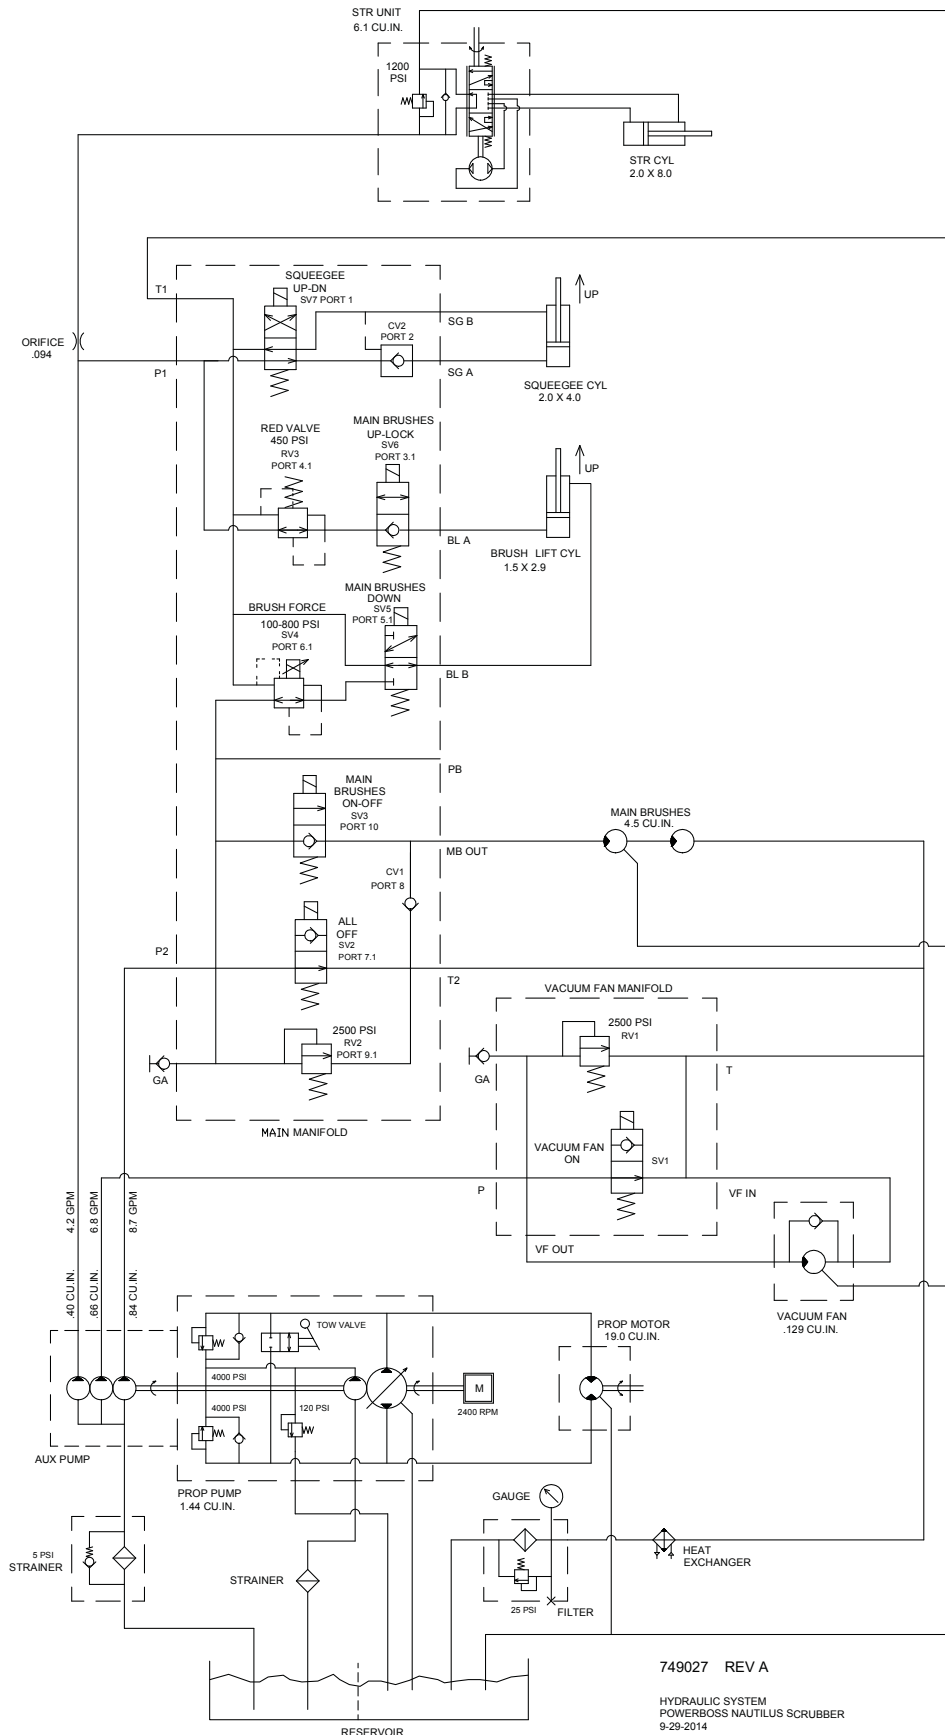 STR UNIT
6.1 CU.IN.
1200
PSI
STR CYL
2.0 X 8.0
SQUEEGEE
UP-DN
SV7 PORT 1
T1
CV2
PORT 2
SG B
UP
ORIFICE
.094
P1
SG A
SQUEEGEE CYL
2.0 X 4.0
RED VALVE
450 PSI
RV3
PORT 4.1
MAIN BRUSHES
UP-LOCK
SV6
PORT 3.1
UP
BL A
BRUSH LIFT CYL
1.5 X 2.9
MAIN BRUSHES
DOWN
SV5
PORT 5.1
BRUSH FORCE
100-800 PSI
SV4
PORT 6.1
BL B
PB
MAIN
BRUSHES
ON-OFF
SV3
PORT 10
MAIN BRUSHES
4.5 CU.IN.
MB OUT
CV1
PORT 8
ALL
OFF
SV2
PORT 7.1
P2
T2
VACUUM FAN MANIFOLD
2500 PSI
RV2
PORT 9.1
2500 PSI
RV1
GA
GA
T
MAIN MANIFOLD
VACUUM FAN
ON
SV1
P
VF IN
4.2 GPM
6.8 GPM
8.7 GPM
VF OUT
.40 CU.IN.
.66 CU.IN.
.84 CU.IN.
VACUUM FAN
.129 CU.IN.
TOW VALVE
PROP MOTOR
19.0 CU.IN.
4000 PSI
4000 PSI
120 PSI
M
2400 RPM
AUX PUMP
PROP PUMP
1.44 CU.IN.
GAUGE
5 PSI
STRAINER
STRAINER
HEAT
EXCHANGER
25 PSI
FILTER
749027 REV A
HYDRAULIC SYSTEM
POWERBOSS NAUTILUS SCRUBBER
9-29-2014
RESERVOIR